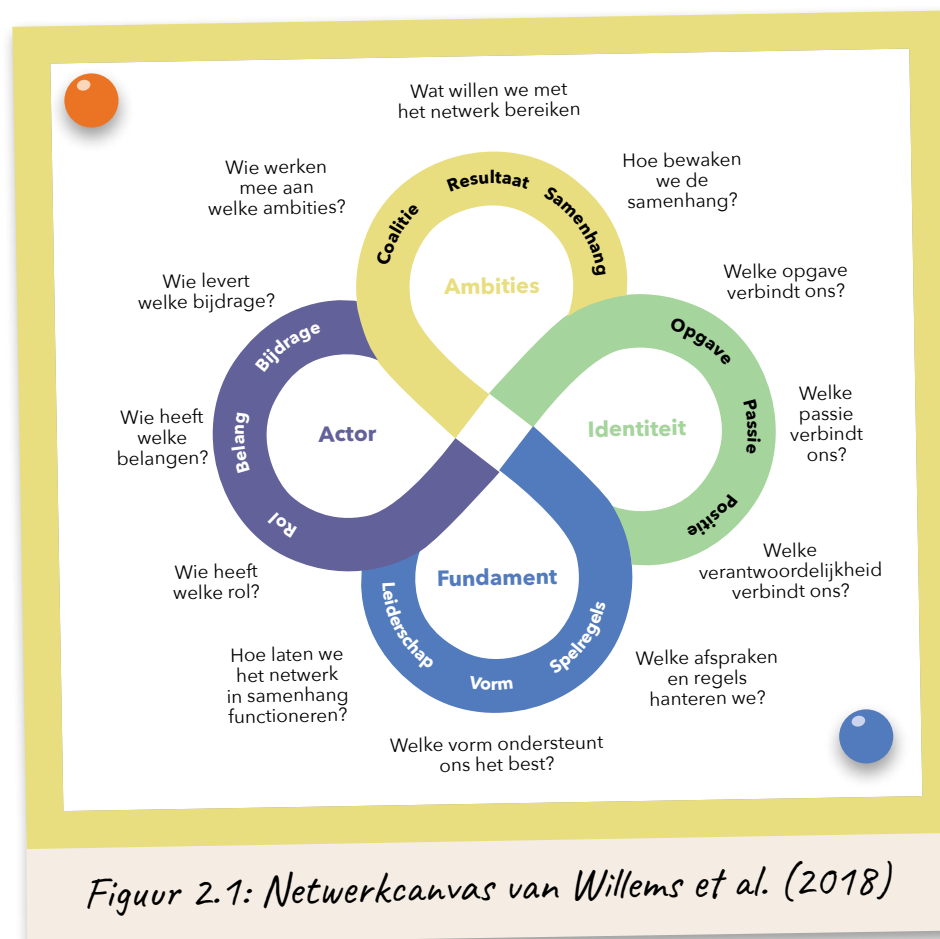 Wat willen we met
het netwerk bereiken
Wie werken
mee aan
welke ambities?
Hoe bewaken
we de
samenhang?
Coalitie
Resultaat
Samenhang
Ambities
Wie levert
welke bijdrage?
Welke opgave
verbindt ons?
Bijdrage
Belang
Rol
Actor
Opgave
Passie
Positie
Identiteit
Wie heeft
welke
belangen?
Welke
passie
verbindt
ons?
Wie heeft
welke rol?
Welke
verantwoordelijkheid
verbindt ons?
Fundament
Leiderschap
Vorm
Spelregels
Hoe laten we
het netwerk
in samenhang
functioneren?
Welke afspraken
en regels
hanteren we?
Welke vorm ondersteunt
ons het best?
Figuur 2.1: Netwerkcanvas van Willems et al. (2018)